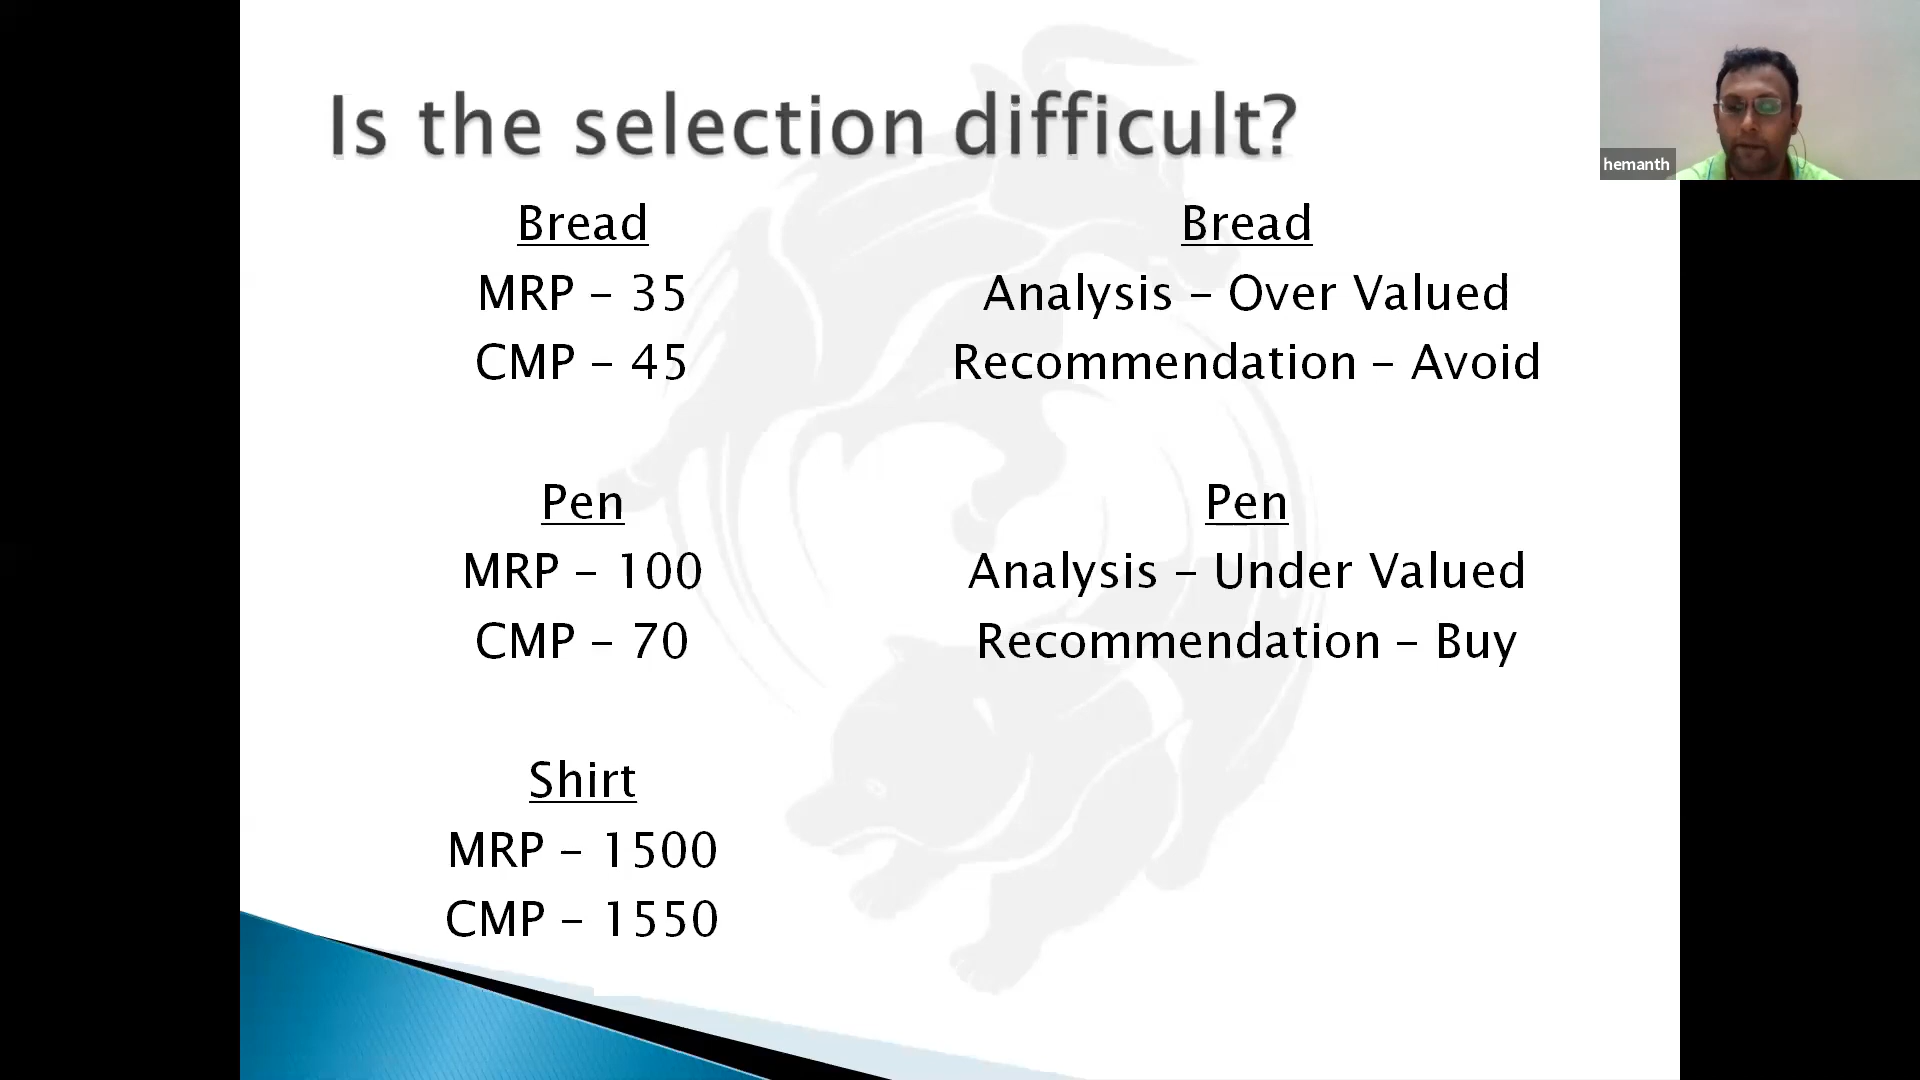 Is the selection difficult?
hemanth
Bread
MRP – 35
CMP – 45
Pen
MRP – 100
CMP – 70
Shirt
MRP – 1500
CMP – 1550
Bread
Analysis – Over Valued
Recommendation – Avoid
Pen
Analysis – Under Valued
Recommendation – Buy